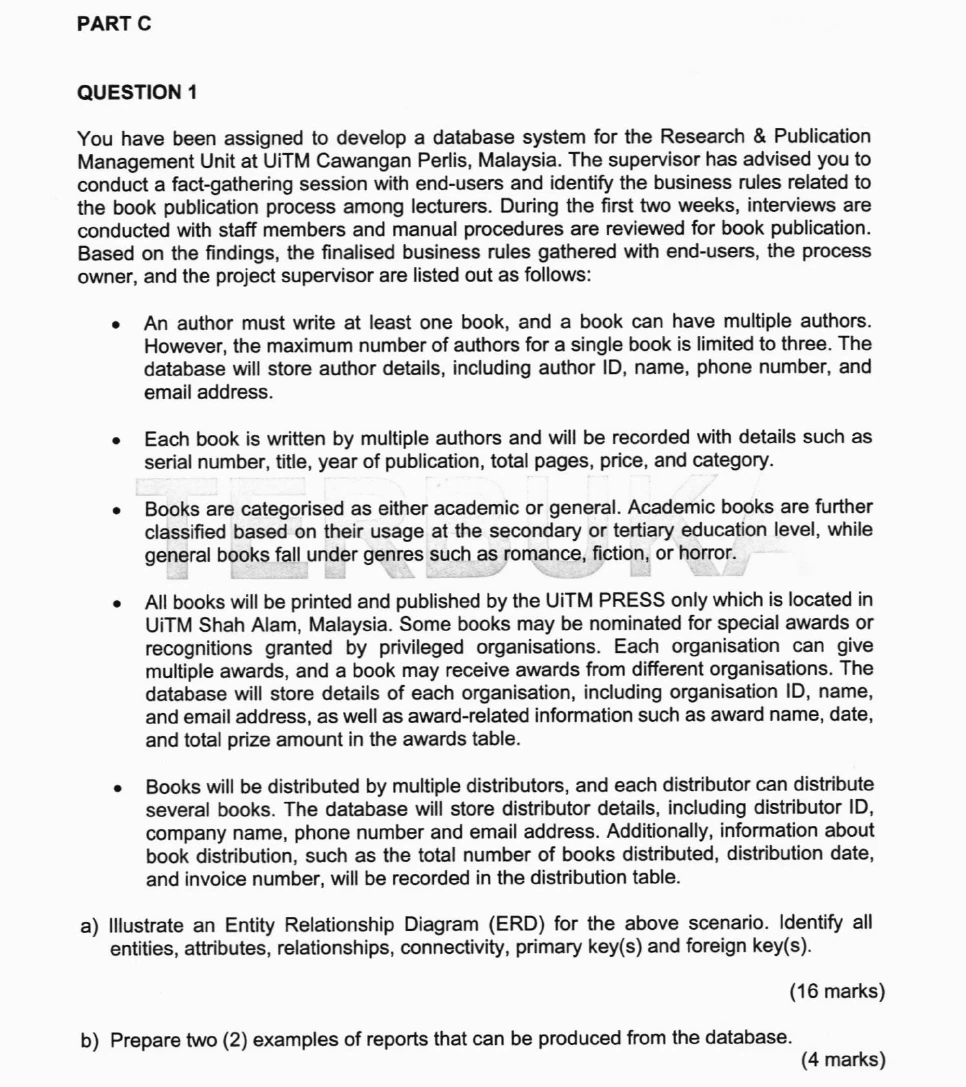 PART C
QUESTION 1
You have been assigned to develop a database system for the Research & Publication
Management Unit at UiTM Cawangan Perlis, Malaysia. The supervisor has advised you to
conduct a fact-gathering session with end-users and identify the business rules related to
the book publication process among lecturers. During the first two weeks, interviews are
conducted with staff members and manual procedures are reviewed for book publication.
Based on the findings, the finalised business rules gathered with end-users, the process
owner, and the project supervisor are listed out as follows:
• An author must write at least one book, and a book can have multiple authors.
However, the maximum number of authors for a single book is limited to three. The
database will store author details, including author ID, name, phone number, and
email address.
• Each book is written by multiple authors and will be recorded with details such as
serial number, title, year of publication, total pages, price, and category.
TERBUKA
• Books are categorised as either academic or general. Academic books are further
classified based on their usage at the secondary or tertiary education level, while
general books fall under genres such as romance, fiction, or horror.
• All books will be printed and published by the UiTM PRESS only which is located in
UiTM Shah Alam, Malaysia. Some books may be nominated for special awards or
recognitions granted by privileged organisations. Each organisation can give
multiple awards, and a book may receive awards from different organisations. The
database will store details of each organisation, including organisation ID, name,
and email address, as well as award-related information such as award name, date,
and total prize amount in the awards table.
• Books will be distributed by multiple distributors, and each distributor can distribute
several books. The database will store distributor details, including distributor ID,
company name, phone number and email address. Additionally, information about
book distribution, such as the total number of books distributed, distribution date,
and invoice number, will be recorded in the distribution table.
a) Illustrate an Entity Relationship Diagram (ERD) for the above scenario. Identify all
entities, attributes, relationships, connectivity, primary key(s) and foreign key(s).
(16 marks)
b) Prepare two (2) examples of reports that can be produced from the database.
(4 marks)